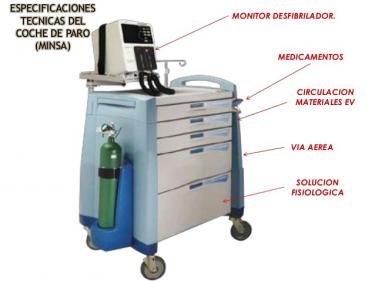 ESPECIFICACIONES
TECNICAS DEL
COCHE DE PARO
(MINSA)
MONITOR DESFIBRILADOR.
MEDICAMENTOS
CIRCULACION
MATERIALES EV
VIA AEREA
SOLUCION
FISIOLOGICA